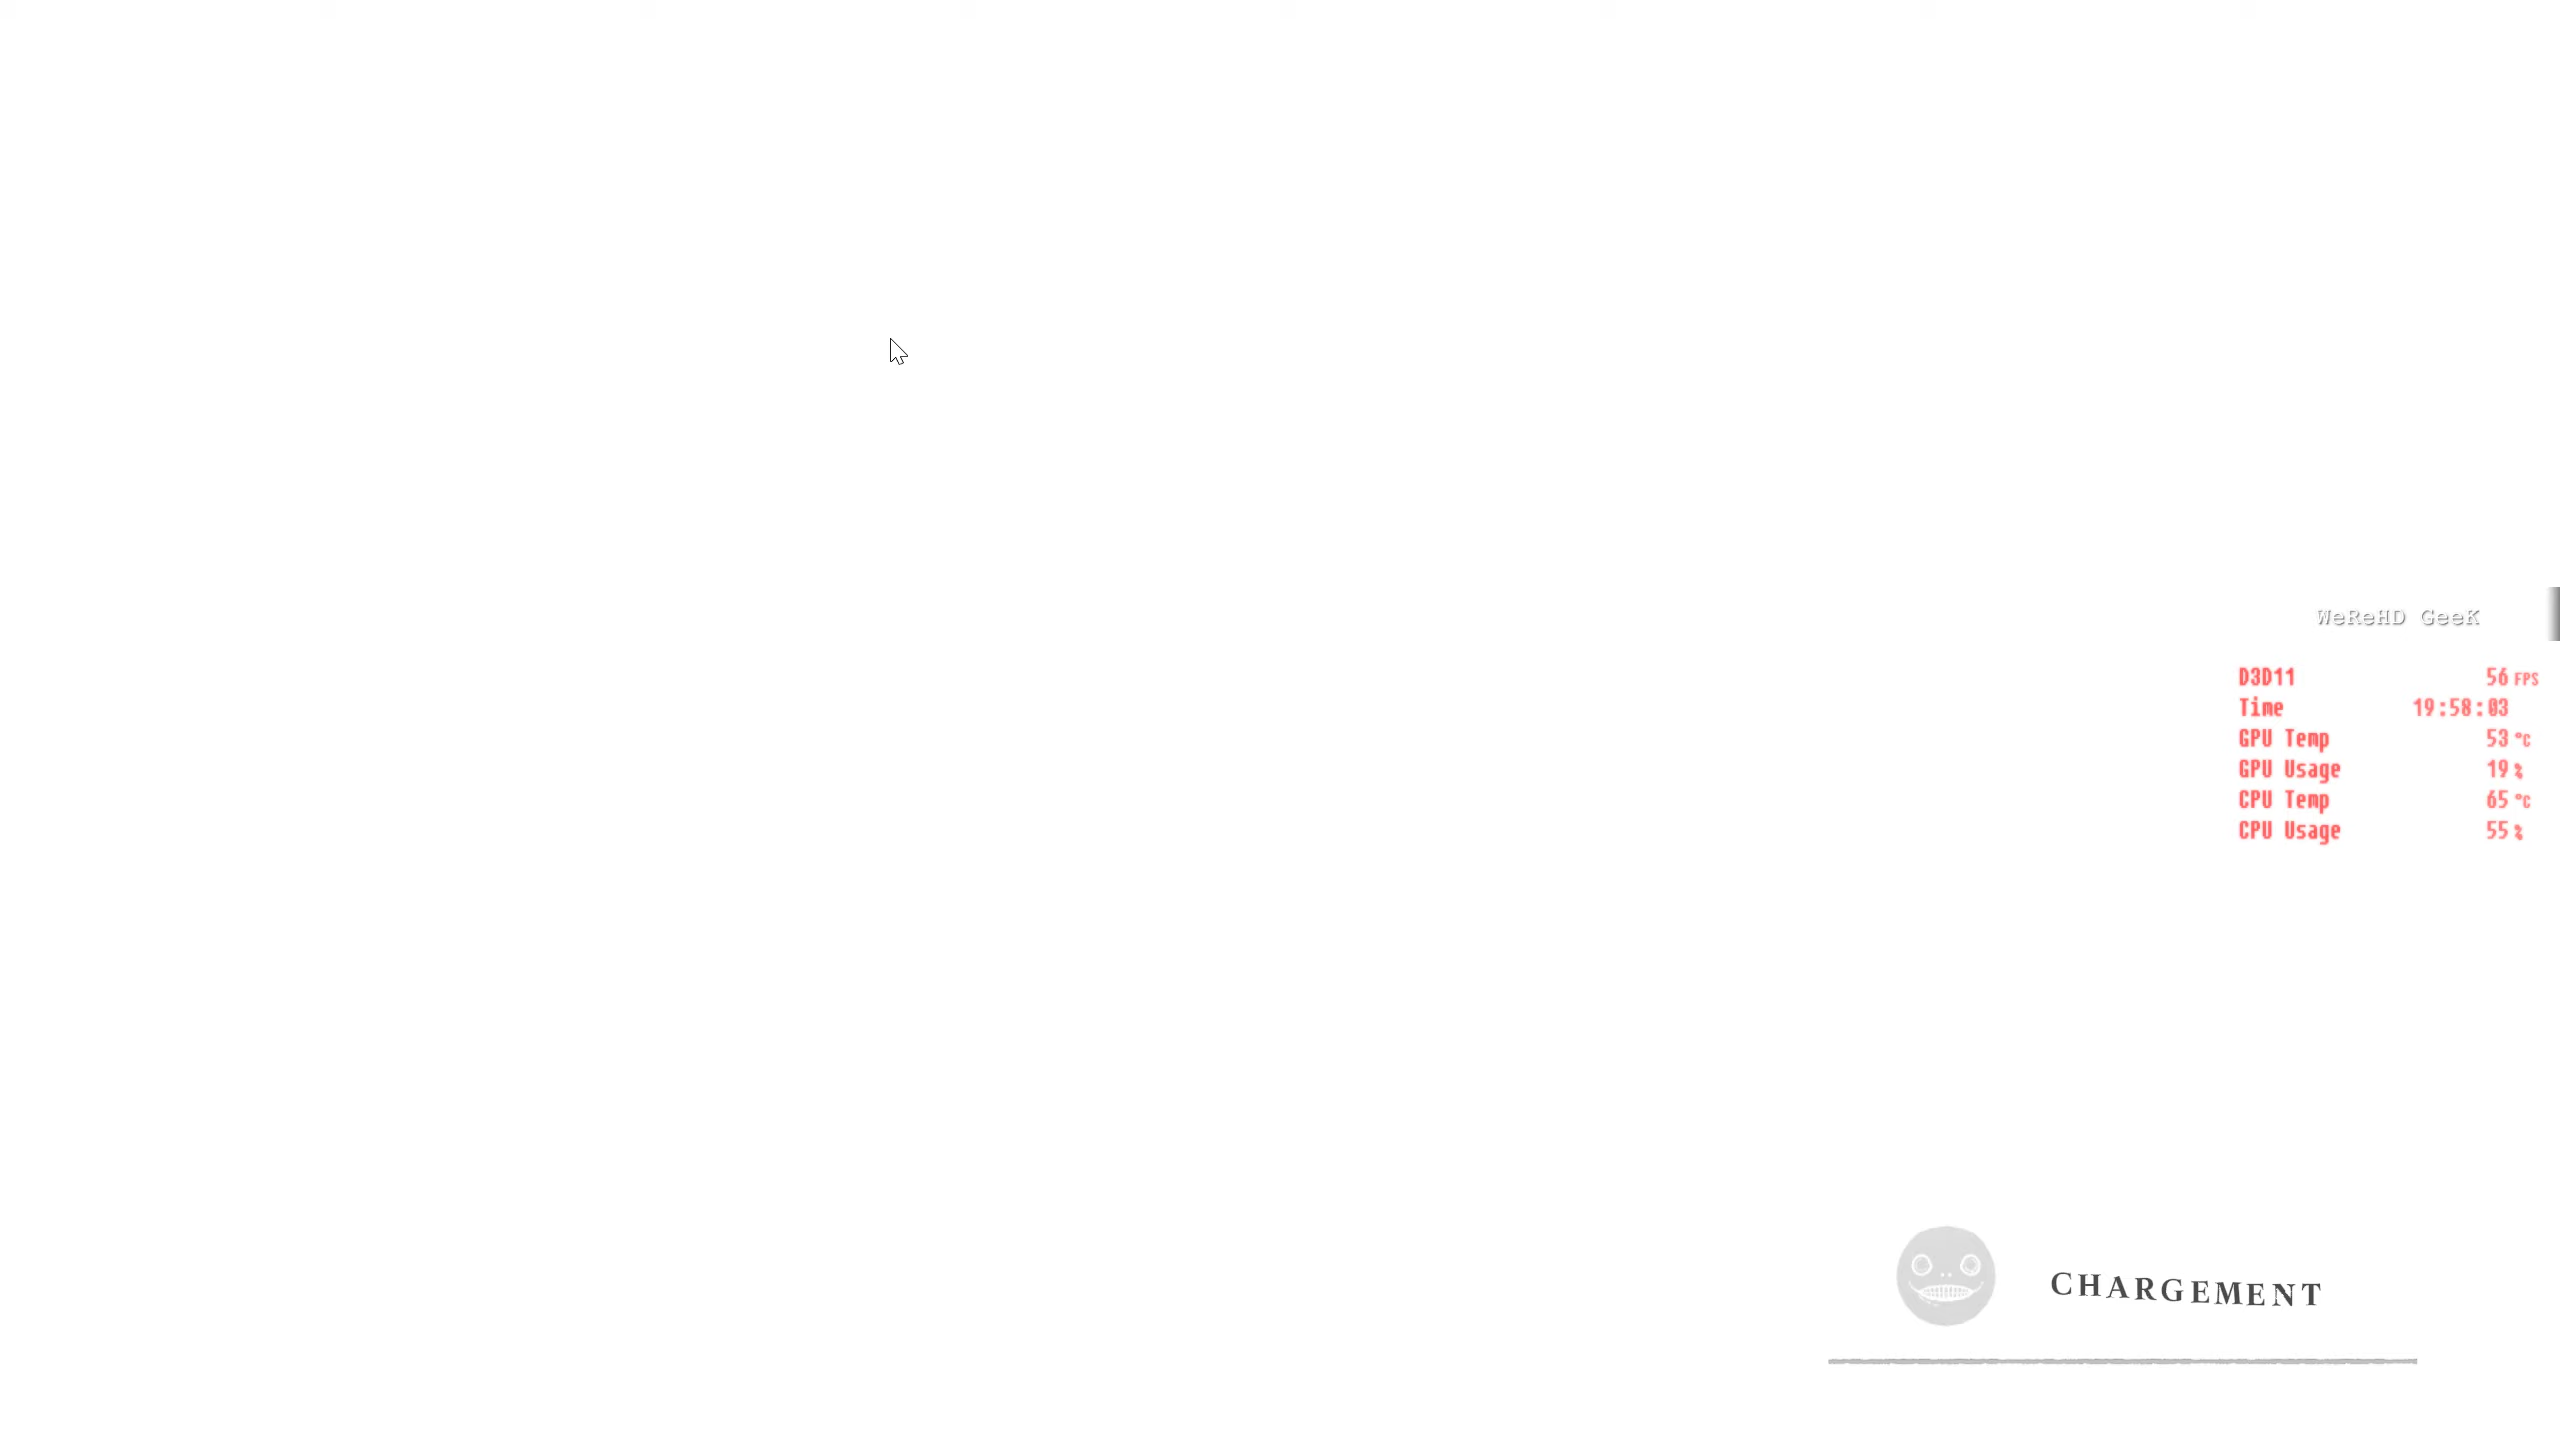 WeReHD GeeK
D3D11 56 FPS
Time 19:58:03
GPU Temp 53 °C
GPU Usage 19 %
CPU Temp 65 °C
CPU Usage 55 %
CHARGEMENT